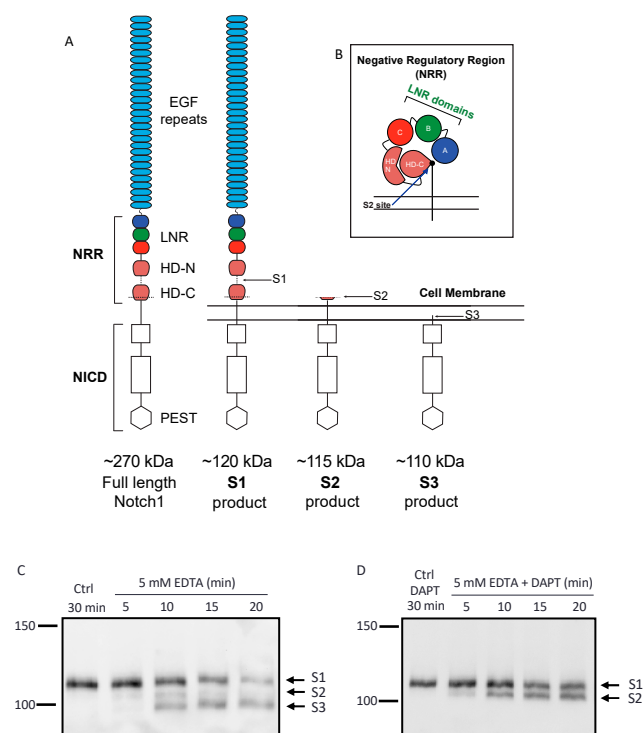 A
EGF
repeats
NRR
LNR
HD-N
HD-C
S1
S2
S3
Cell Membrane
NICD
PEST
~270 kDa
Full length
Notch1
~120 kDa
S1
product
~115 kDa
S2
product
~110 kDa
S3
product
B
Negative Regulatory Region
(NRR)
LNR domains
C
B
A
HD
N
HD-C
S2 site
C
Ctrl
30 min
5 mM EDTA (min)
5 10 15 20
150
100
S1
S2
S3
D
Ctrl
DAPT
30 min
5 mM EDTA + DAPT (min)
5 10 15 20
150
100
S1
S2